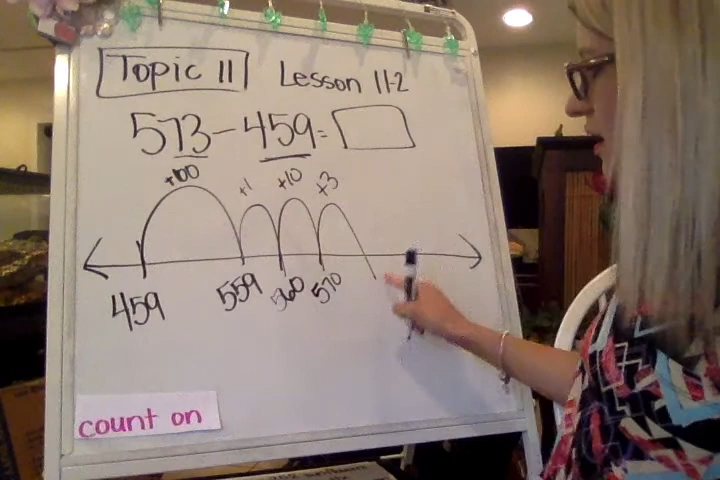 Topic 11 Lesson 11-2
573 - 459 =
+100 +1 +10 +3
459 559 560 570
count on